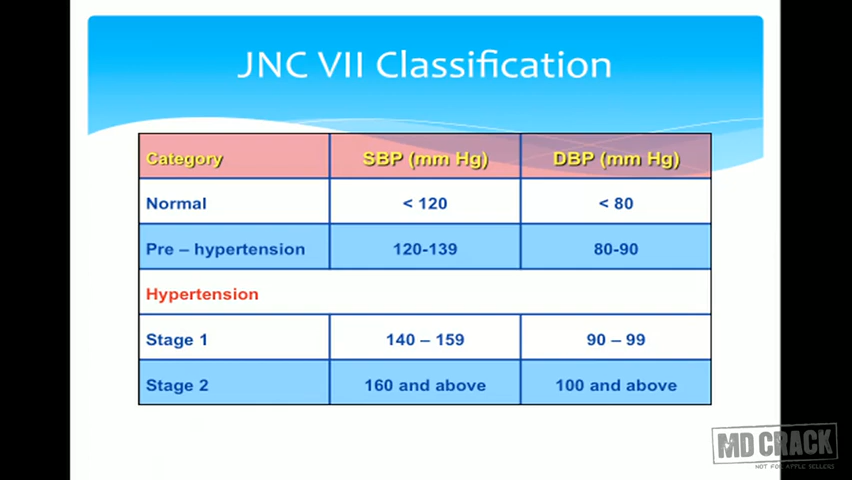 JNC VII Classification
Category SBP (mm Hg) DBP (mm Hg)
Normal < 120 < 80
Pre – hypertension 120-139 80-90
Hypertension
Stage 1 140 – 159 90 – 99
Stage 2 160 and above 100 and above
MD CRACK
NOT FOR APPLE SELLERS